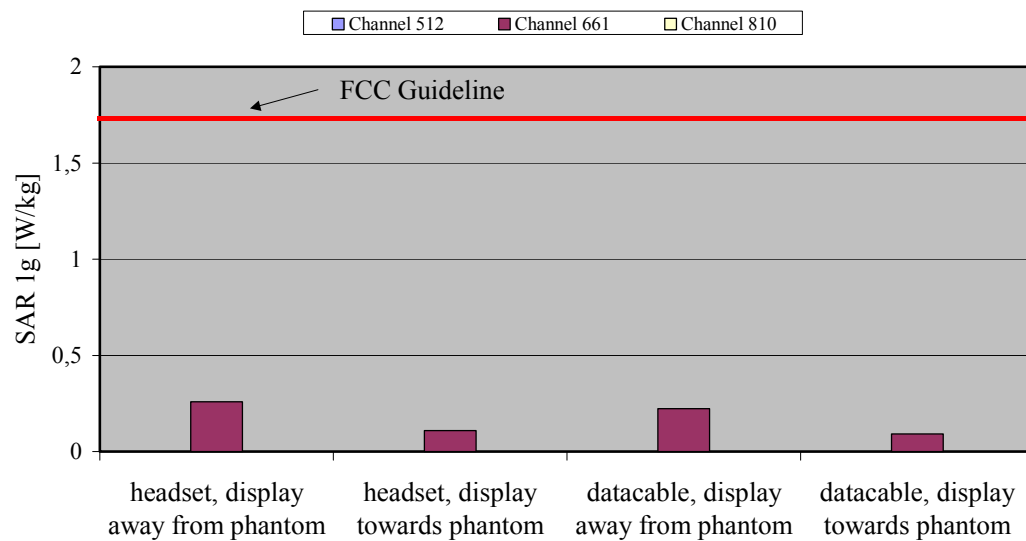 Channel 512 Channel 661 Channel 810
2
FCC Guideline
1,5
1
0,5
0
SAR 1g [W/kg]
headset, display away from phantom
headset, display towards phantom
datacable, display away from phantom
datacable, display towards phantom